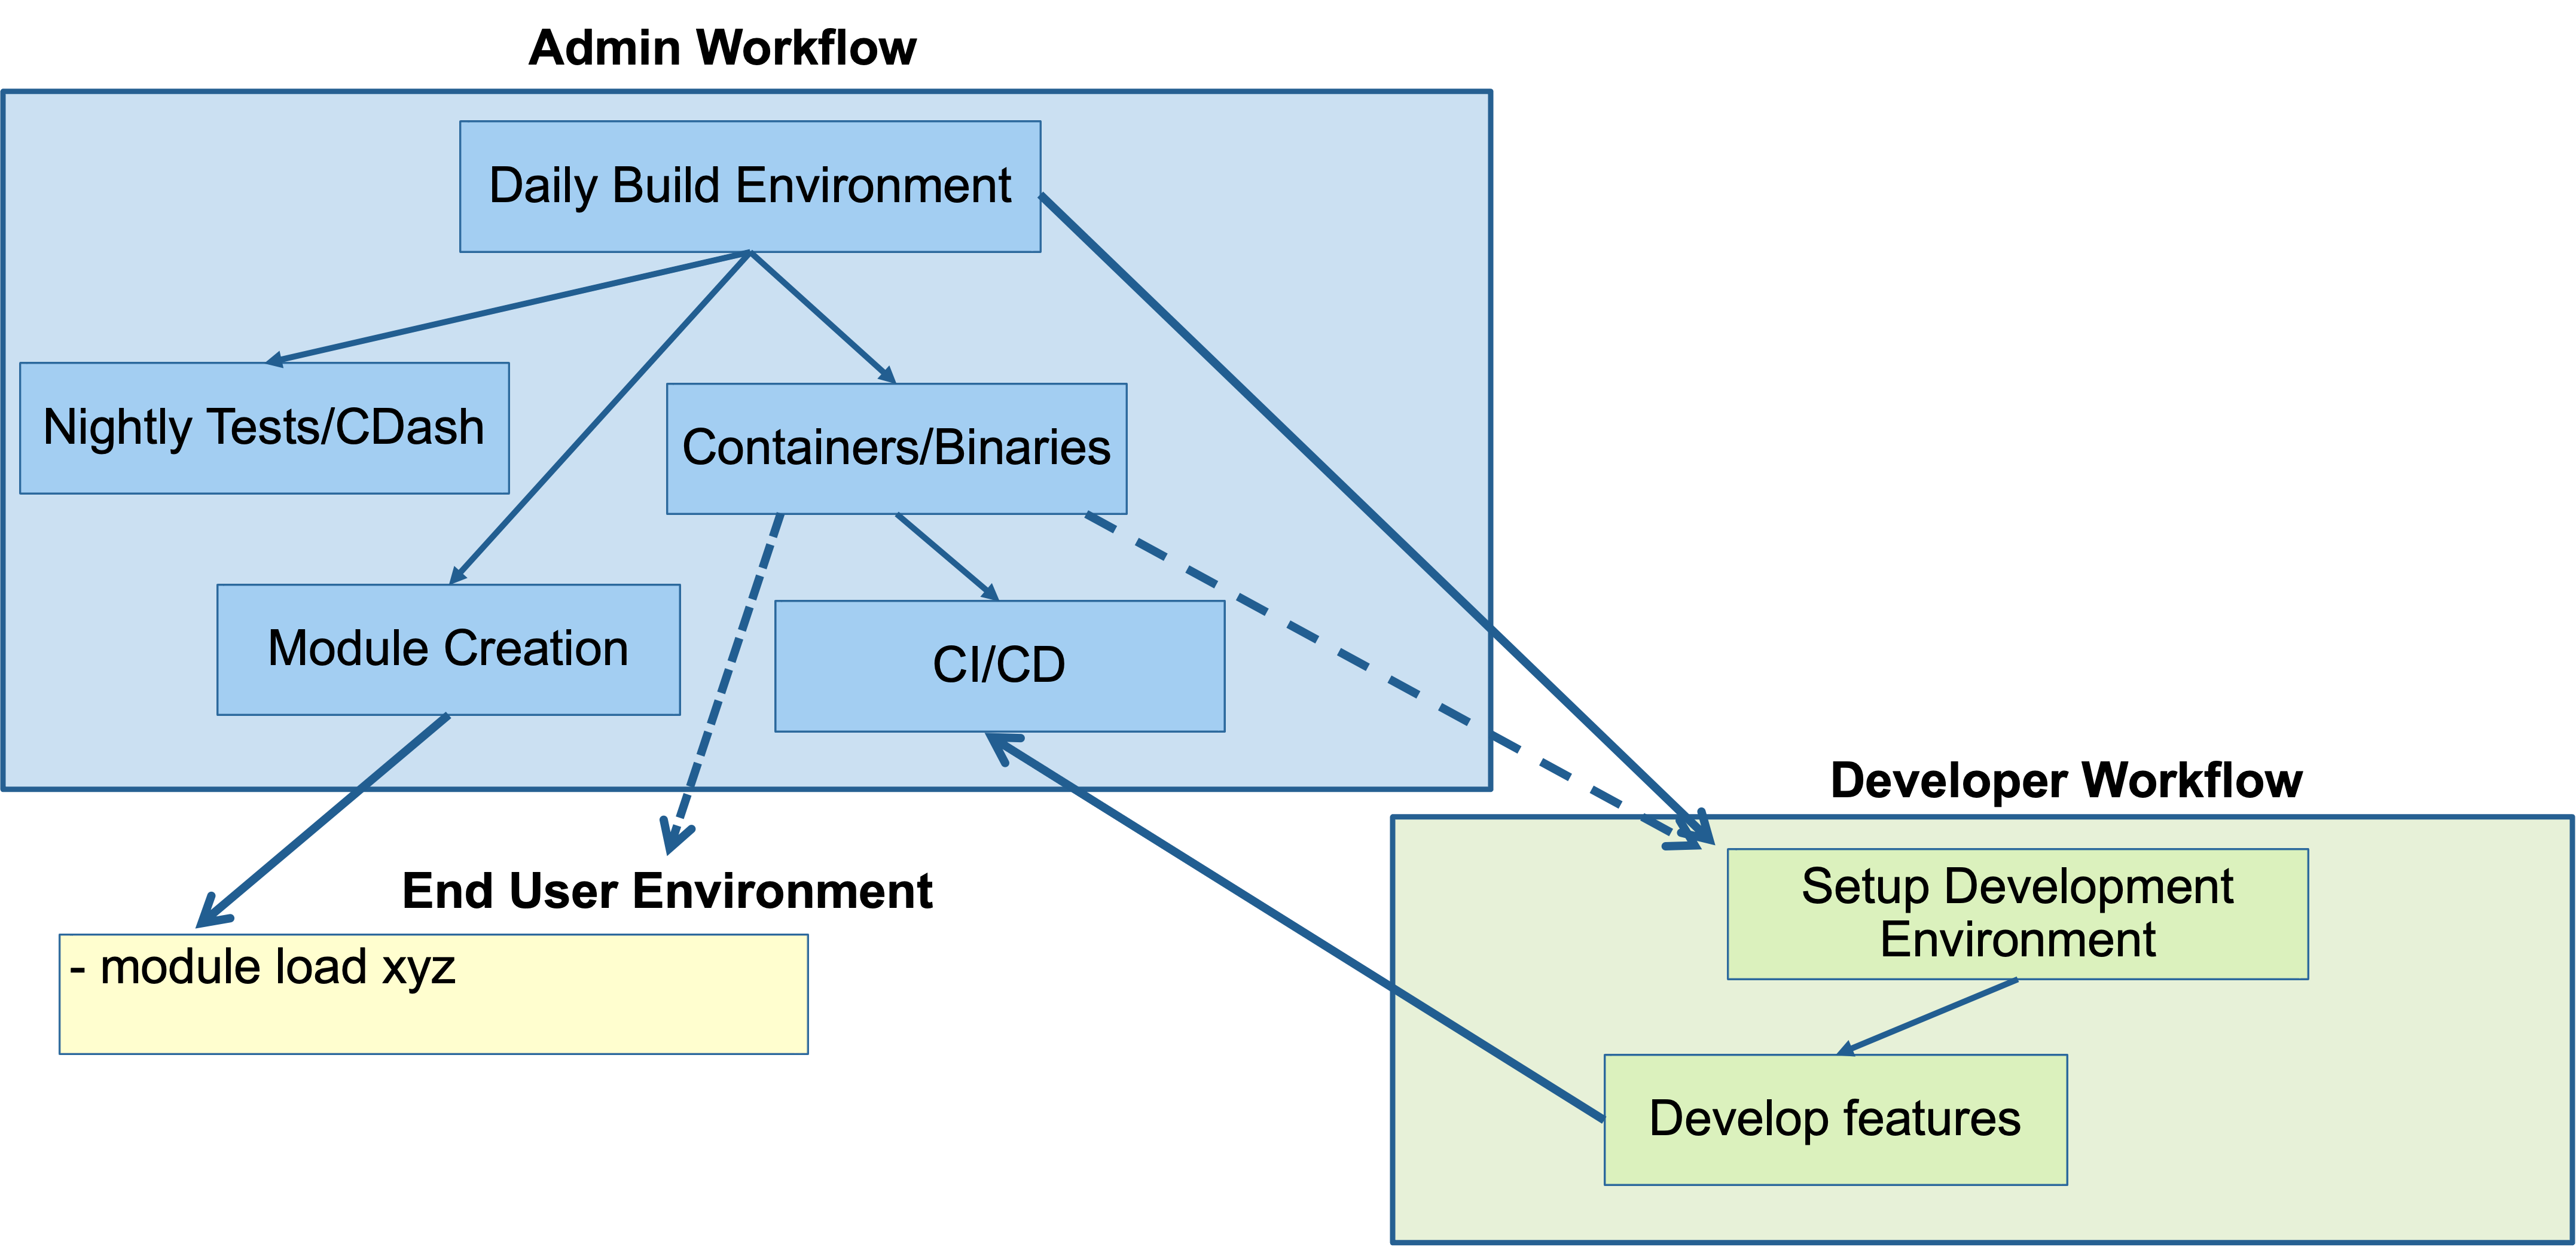 Admin Workflow
Daily Build Environment
Nightly Tests/CDash
Containers/Binaries
Module Creation
CI/CD
End User Environment
- module load xyz
Developer Workflow
Setup Development
Environment
Develop features